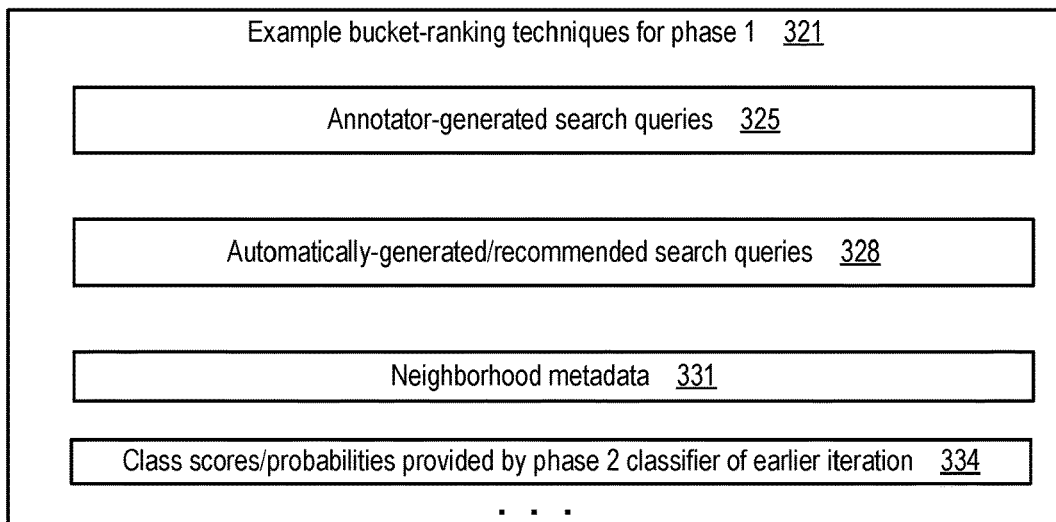 Example bucket-ranking techniques for phase 1 321
Annotator-generated search queries 325
Automatically-generated/recommended search queries 328
Neighborhood metadata 331
Class scores/probabilities provided by phase 2 classifier of earlier iteration 334
. . .